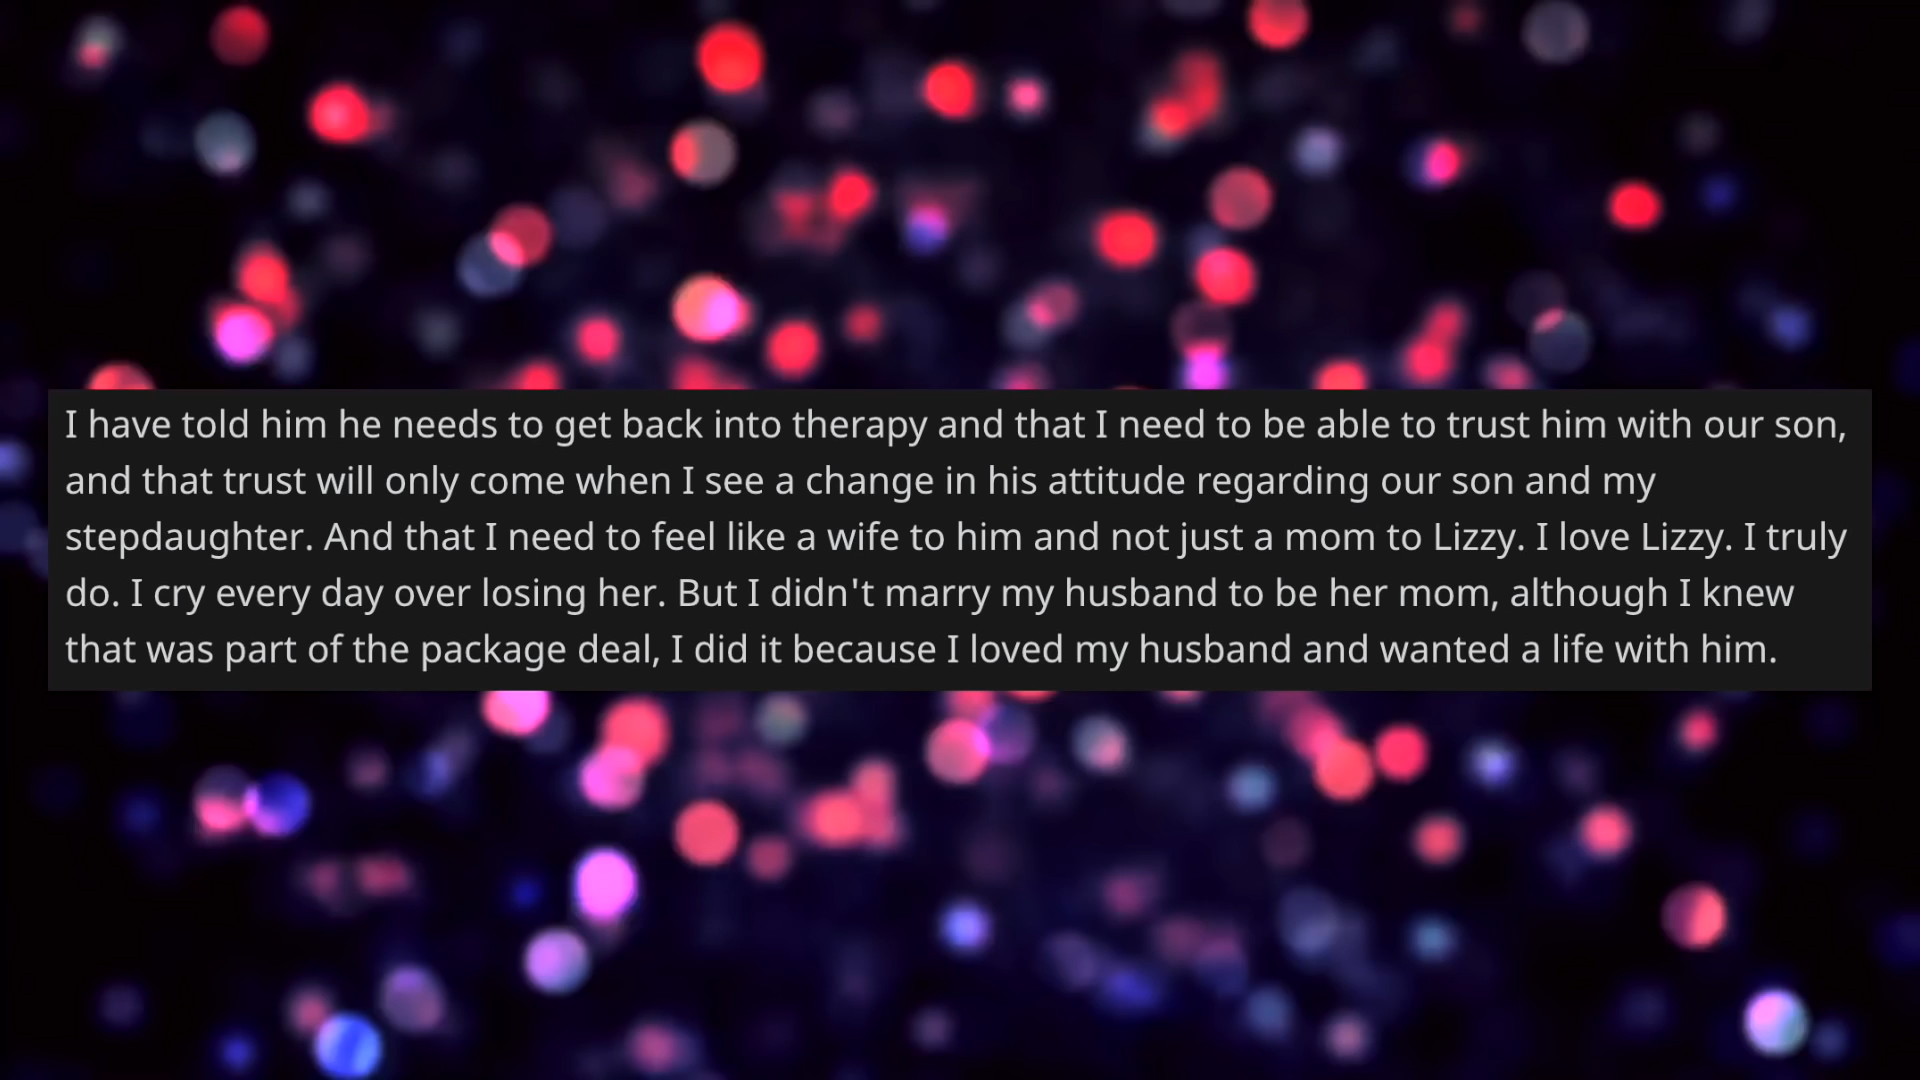 I have told him he needs to get back into therapy and that I need to be able to trust him with our son,
and that trust will only come when I see a change in his attitude regarding our son and my
stepdaughter. And that I need to feel like a wife to him and not just a mom to Lizzy. I love Lizzy. I truly
do. I cry every day over losing her. But I didn't marry my husband to be her mom, although I knew
that was part of the package deal, I did it because I loved my husband and wanted a life with him.